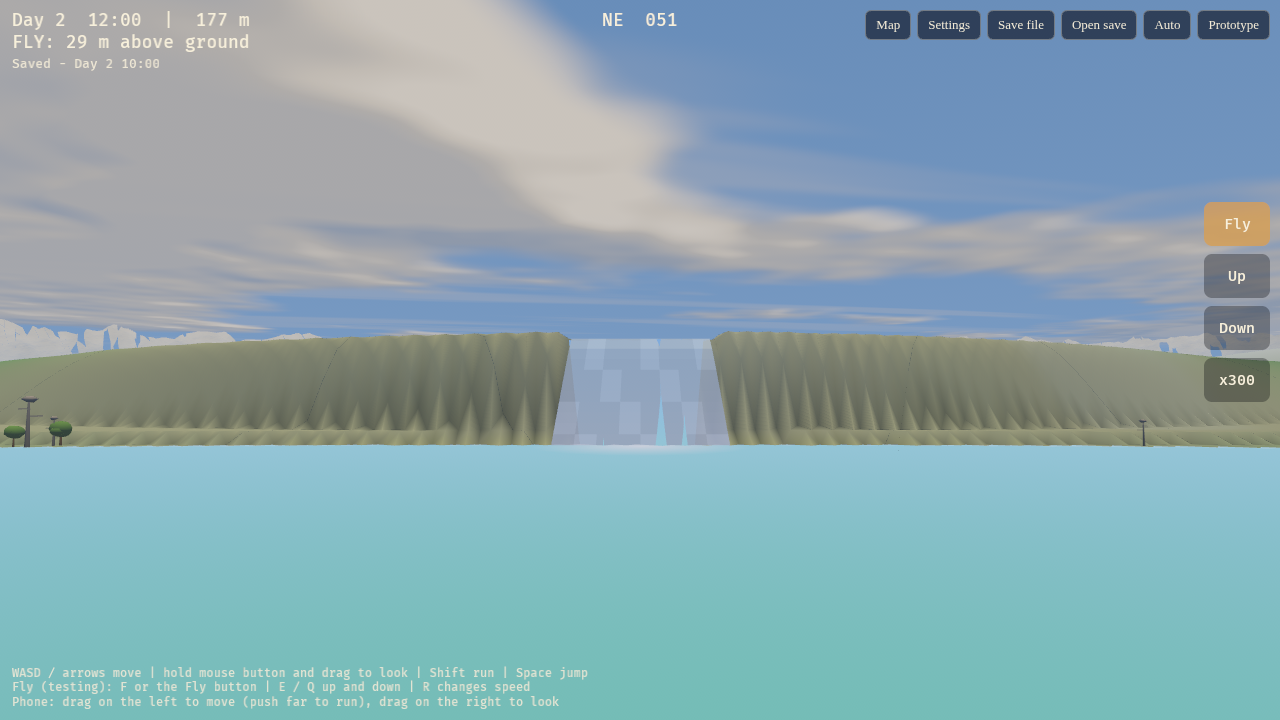 Day 2  12:00  |  177 m
FLY: 29 m above ground
Saved - Day 2 10:00
NE  051
Map
Settings
Save file
Open save
Auto
Prototype
Fly
Up
Down
x300
WASD / arrows move | hold mouse button and drag to look | Shift run | Space jump
Fly (testing): F or the Fly button | E / Q up and down | R changes speed
Phone: drag on the left to move (push far to run), drag on the right to look